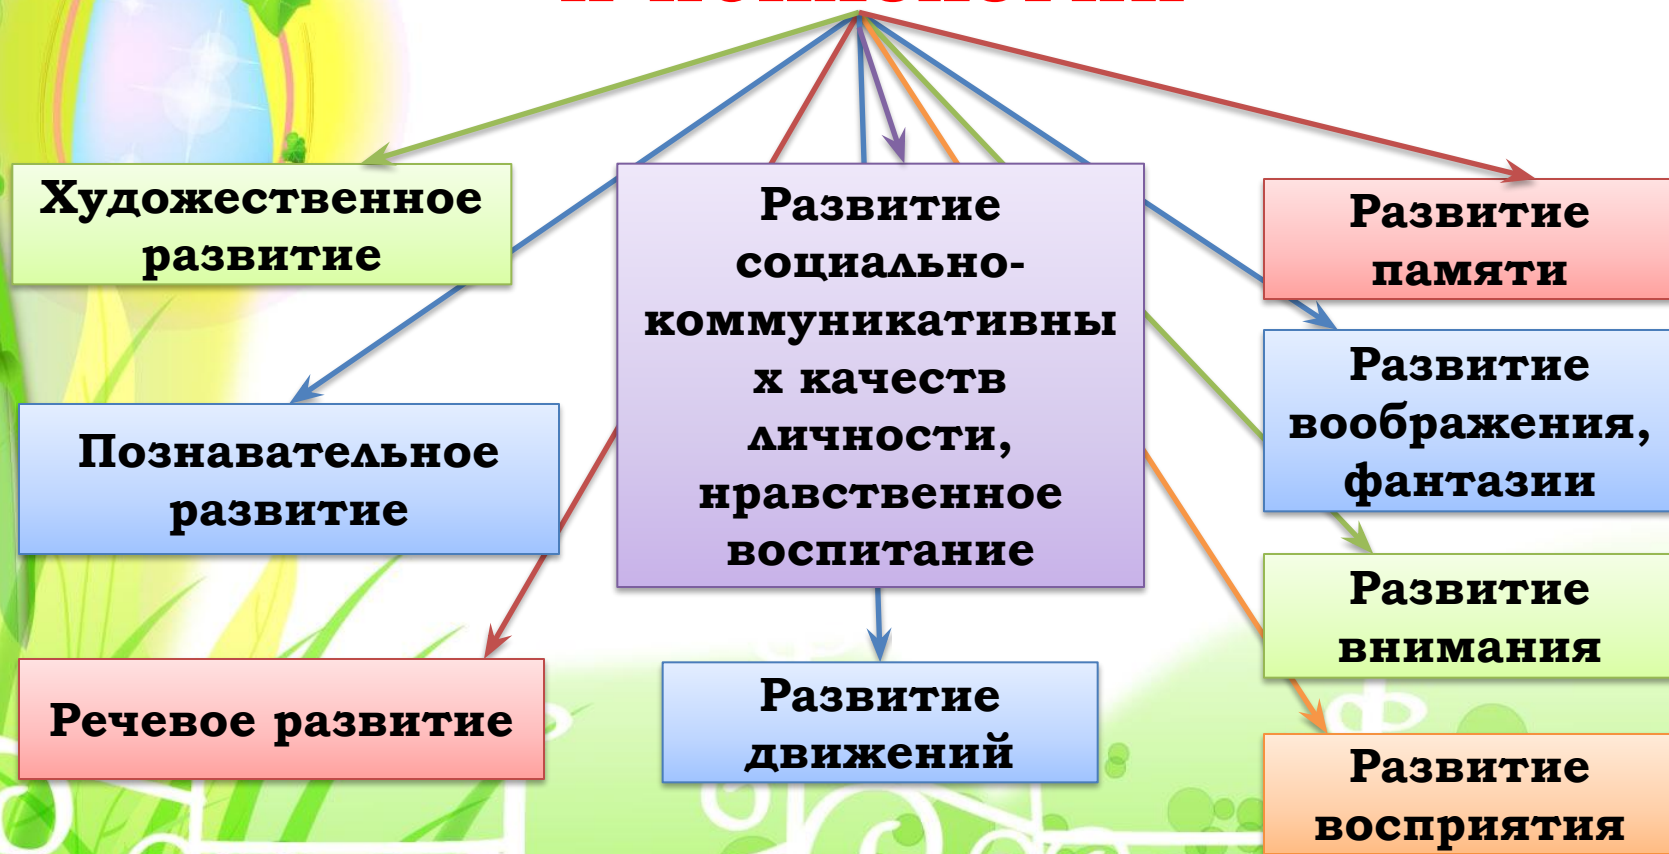 Художественное
развитие
Познавательное
развитие
Речевое развитие
Развитие
социально-
коммуникативны
х качеств
личности,
нравственное
воспитание
Развитие
движений
Развитие
памяти
Развитие
воображения,
фантазии
Развитие
внимания
Развитие
восприятия